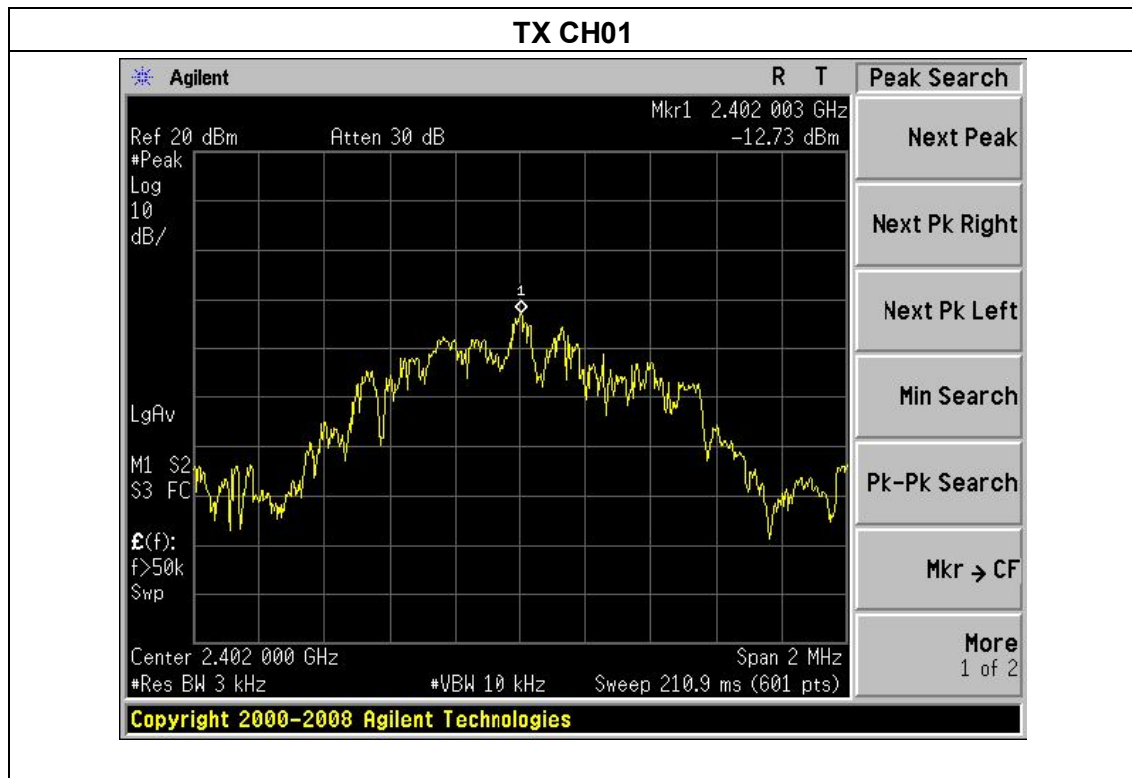 TX CH01
Agilent R T Peak Search
Mkr1 2.402 003 GHz
Ref 20 dBm Atten 30 dB -12.73 dBm
#Peak
Log
10
dB/
1
LgAv
M1 S2
S3 FC
£(f):
f>50k
Swp
Center 2.402 000 GHz Span 2 MHz
#Res BW 3 kHz #VBW 10 kHz Sweep 210.9 ms (601 pts)
Copyright 2000-2008 Agilent Technologies
Next Peak
Next Pk Right
Next Pk Left
Min Search
Pk-Pk Search
Mkr → CF
More
1 of 2